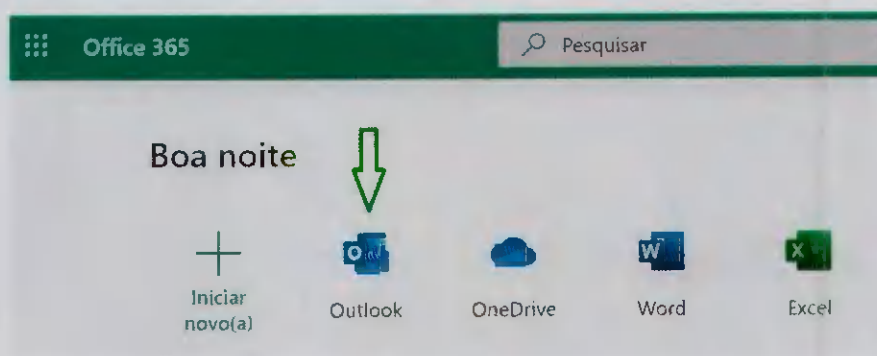 Office 365
Pesquisar
Boa noite
Iniciar
novo(a)
Outlook
OneDrive
Word
Excel